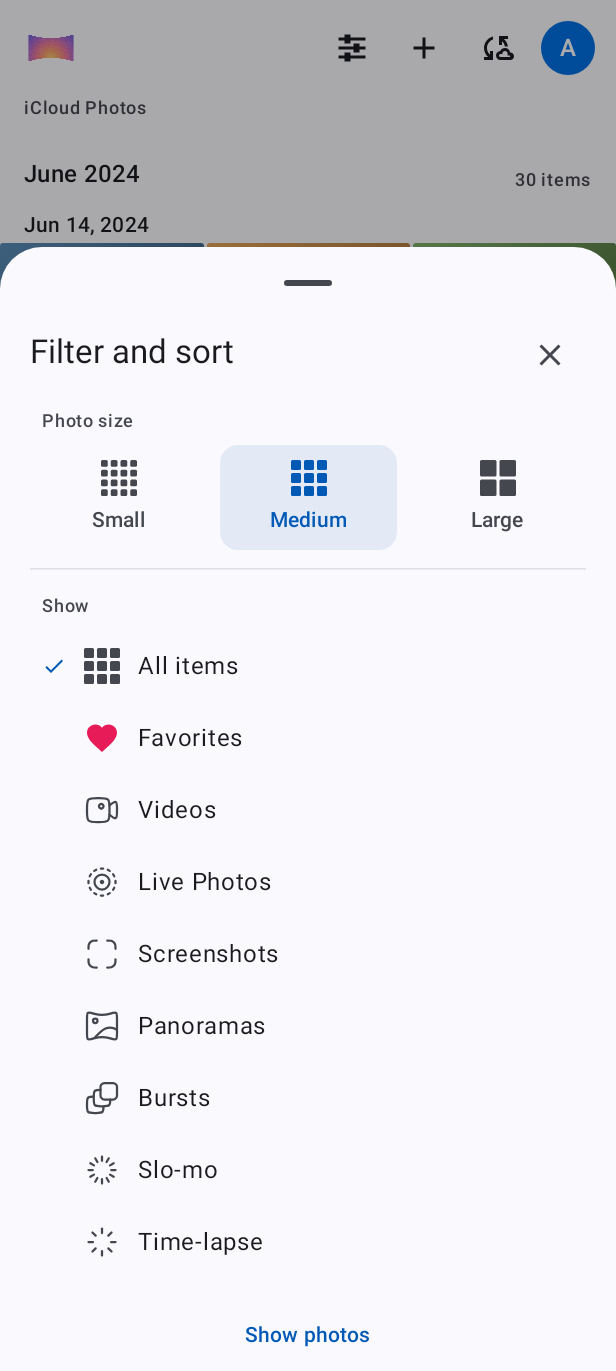 A
iCloud Photos
June 2024
30 items
Jun 14, 2024
Filter and sort
Photo size
Small
Medium
Large
Show
All items
Favorites
Videos
Live Photos
Screenshots
Panoramas
Bursts
Slo-mo
Time-lapse
Show photos